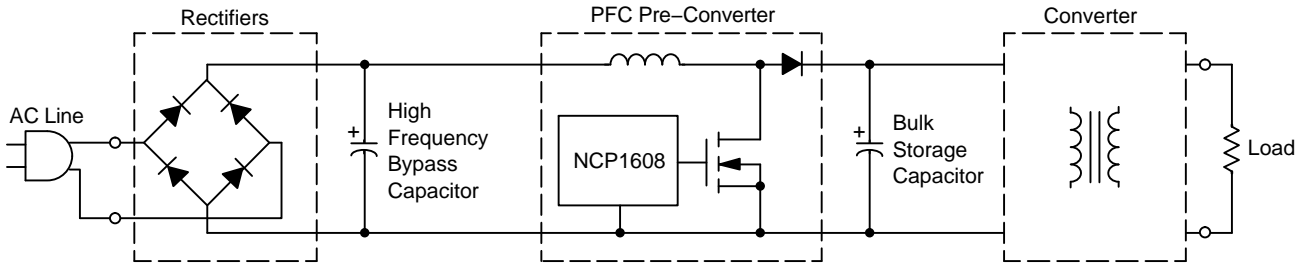 Rectifiers
PFC Pre−Converter
Converter
AC Line
+
High
Frequency
Bypass
Capacitor
NCP1608
+
Bulk
Storage
Capacitor
Load